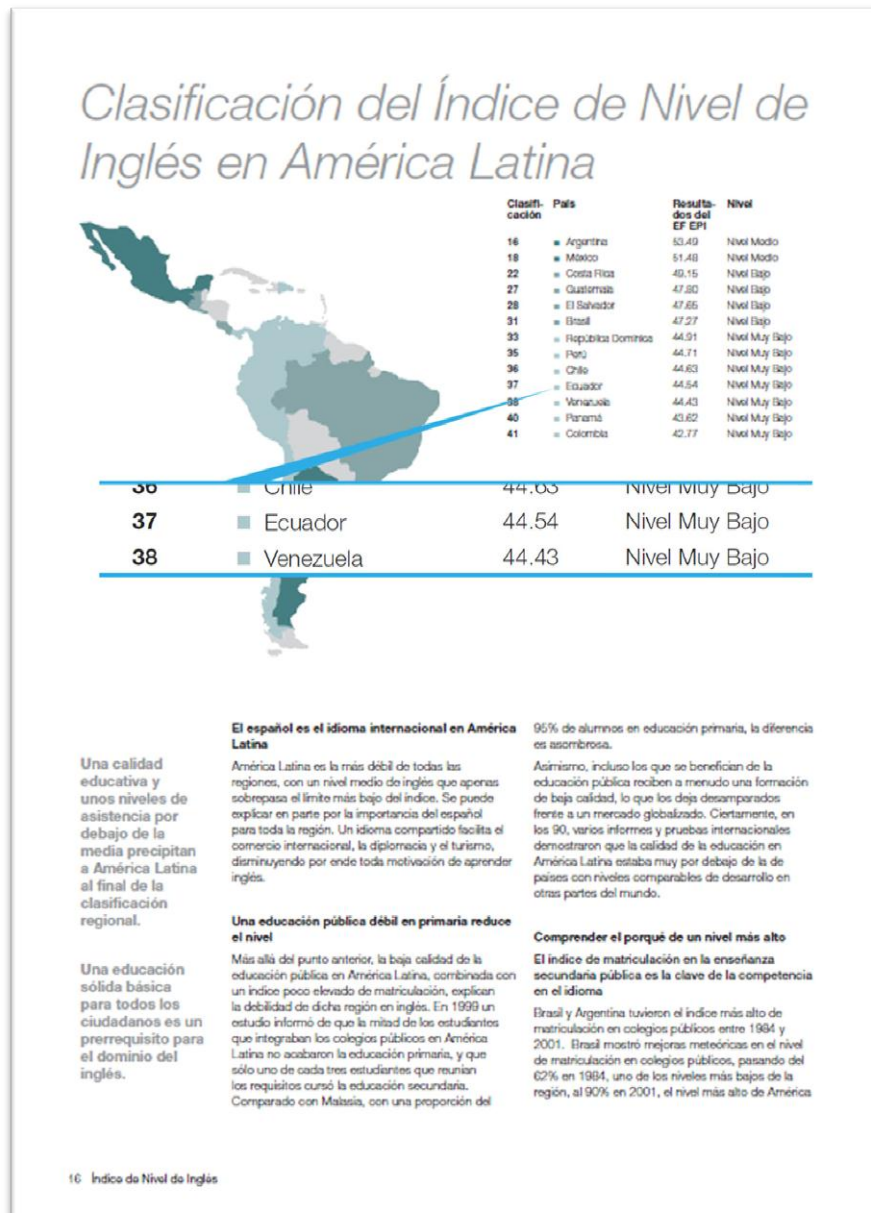 Clasificación del Índice de Nivel de
Inglés en América Latina
Clasifi-cación País Resulta-dos del EF EPI Nivel
16 Argentina 53.49 Nivel Medio
18 México 51.48 Nivel Medio
22 Costa Rica 49.15 Nivel Bajo
27 Guatemala 47.80 Nivel Bajo
28 El Salvador 47.65 Nivel Bajo
31 Brasil 47.27 Nivel Bajo
33 República Dominica 44.91 Nivel Muy Bajo
35 Perú 44.71 Nivel Muy Bajo
36 Chile 44.63 Nivel Muy Bajo
37 Ecuador 44.54 Nivel Muy Bajo
38 Venezuela 44.43 Nivel Muy Bajo
40 Panamá 43.62 Nivel Muy Bajo
41 Colombia 42.77 Nivel Muy Bajo
36 Chile 44.63 Nivel Muy Bajo
37 Ecuador 44.54 Nivel Muy Bajo
38 Venezuela 44.43 Nivel Muy Bajo
Una calidad
educativa y
unos niveles de
asistencia por
debajo de la
media precipitan
a América Latina
al final de la
clasificación
regional.
Una educación
sólida básica
para todos los
ciudadanos es un
prerrequisito para
el dominio del
inglés.
El español es el idioma internacional en América
Latina
América Latina es la más débil de todas las
regiones, con un nivel medio de inglés que apenas
sobrepasa el límite más bajo del índice. Se puede
explicar en parte por la importancia del español
para toda la región. Un idioma compartido facilita el
comercio internacional, la diplomacia y el turismo,
disminuyendo por ende toda motivación de aprender
inglés.
Una educación pública débil en primaria reduce
el nivel
Más allá del punto anterior, la baja calidad de la
educación pública en América Latina, combinada con
un índice poco elevado de matriculación, explican
la debilidad de dicha región en inglés. En 1999 un
estudio informó de que la mitad de los estudiantes
que integraban los colegios públicos en América
Latina no acabaron la educación primaria, y que
sólo uno de cada tres estudiantes que reunían
los requisitos cursó la educación secundaria.
Comparado con Malasia, con una proporción del
95% de alumnos en educación primaria, la diferencia
es asombrosa.
Asimismo, incluso los que se benefician de la
educación pública reciben a menudo una formación
de baja calidad, lo que los deja desamparados
frente a un mercado globalizado. Ciertamente, en
los 90, varios informes y pruebas internacionales
demostraron que la calidad de la educación en
América Latina estaba muy por debajo de la de
países con niveles comparables de desarrollo en
otras partes del mundo.
Comprender el porqué de un nivel más alto
El índice de matriculación en la enseñanza
secundaria pública es la clave de la competencia
en el idioma
Brasil y Argentina tuvieron el índice más alto de
matriculación en colegios públicos entre 1984 y
2001. Brasil mostró mejoras meteóricas en el nivel
de matriculación en colegios públicos, pasando del
62% en 1984, uno de los niveles más bajos de la
región, al 90% en 2001, el nivel más alto de América
16 Índice de Nivel de Inglés